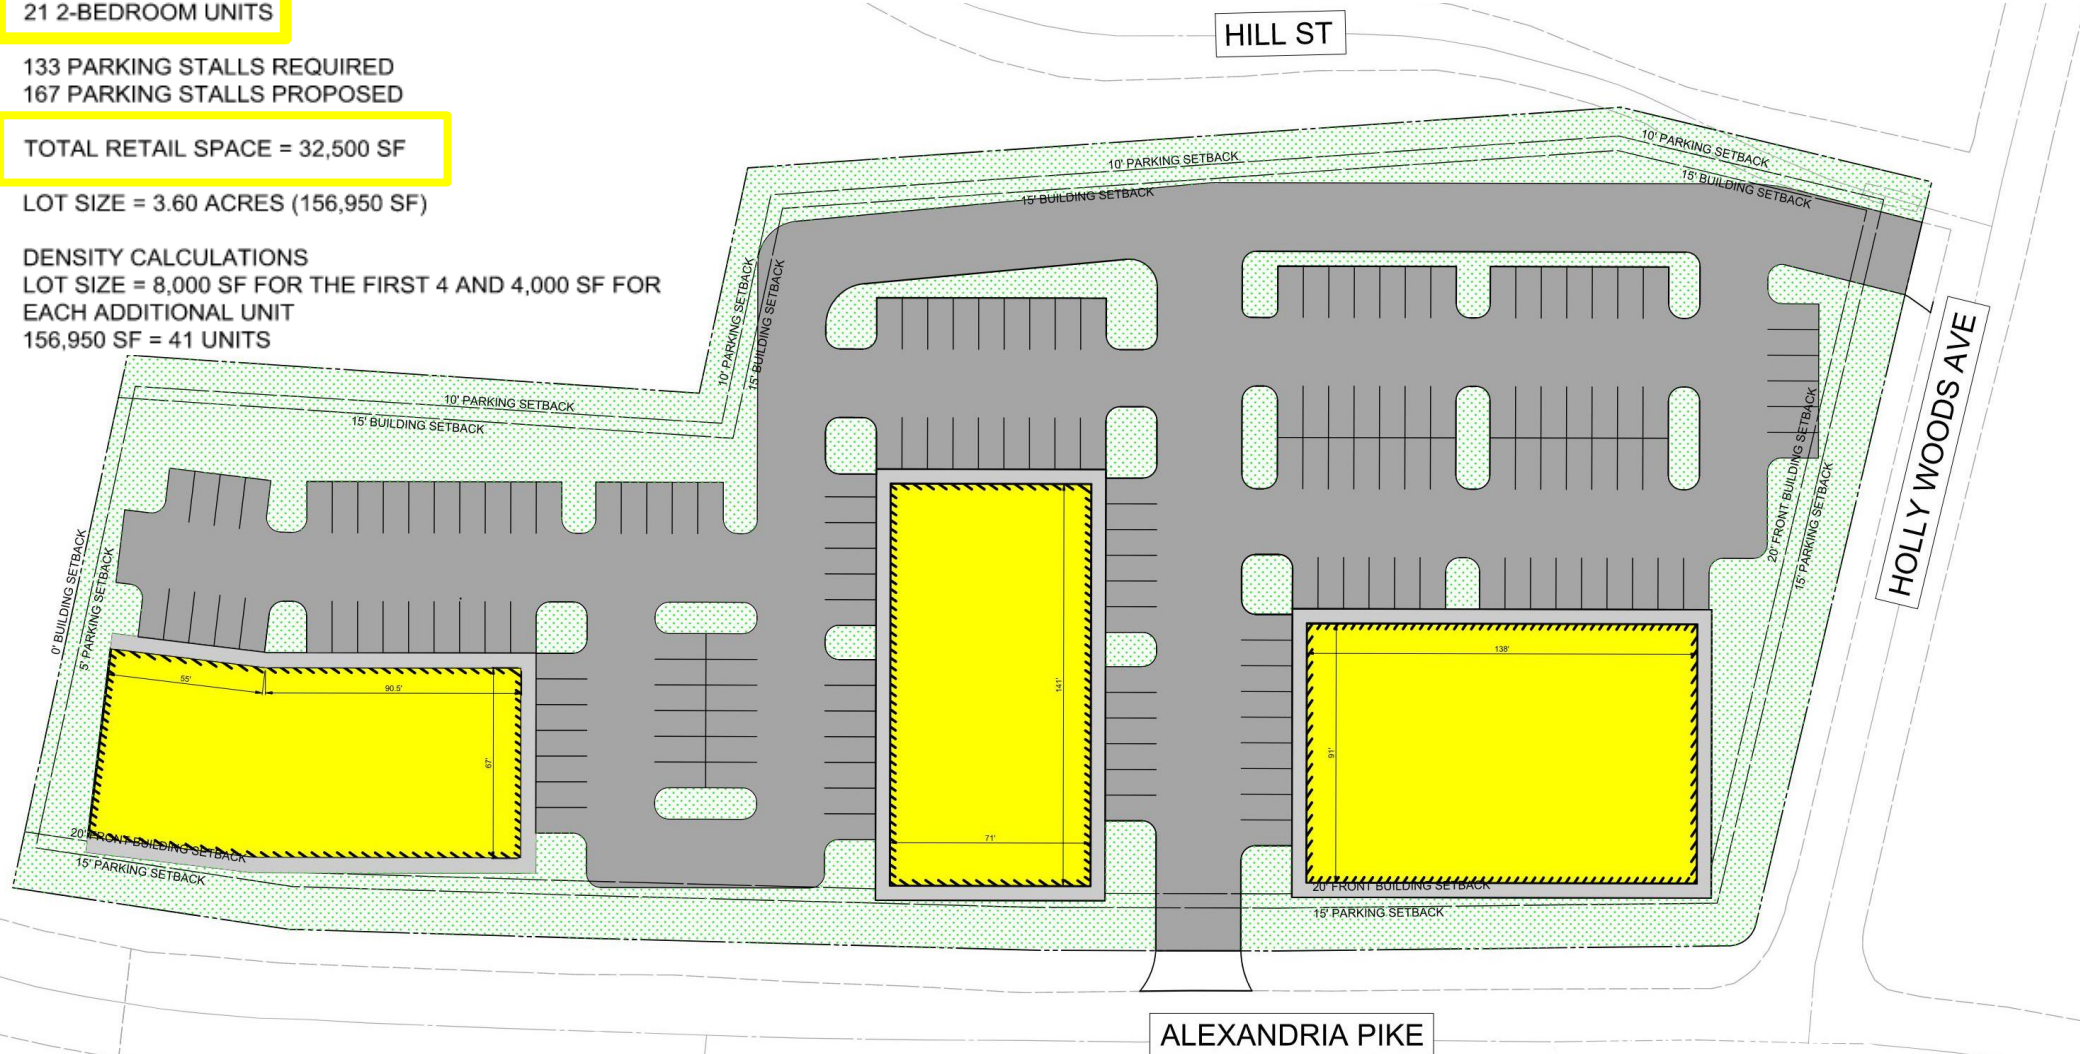 21 2-BEDROOM UNITS
133 PARKING STALLS REQUIRED
167 PARKING STALLS PROPOSED
TOTAL RETAIL SPACE = 32,500 SF
LOT SIZE = 3.60 ACRES (156,950 SF)
DENSITY CALCULATIONS
LOT SIZE = 8,000 SF FOR THE FIRST 4 AND 4,000 SF FOR
EACH ADDITIONAL UNIT
156,950 SF = 41 UNITS
HILL ST
10' PARKING SETBACK
15' BUILDING SETBACK
10' PARKING SETBACK
15' BUILDING SETBACK
10' PARKING SETBACK
15' BUILDING SETBACK
10' PARKING SETBACK
15' BUILDING SETBACK
0' BUILDING SETBACK
5' PARKING SETBACK
HOLLY WOODS AVE
20' FRONT BUILDING SETBACK
15' PARKING SETBACK
55'
90.5'
67'
141'
71'
138'
91'
20' FRONT BUILDING SETBACK
15' PARKING SETBACK
20' FRONT BUILDING SETBACK
15' PARKING SETBACK
ALEXANDRIA PIKE